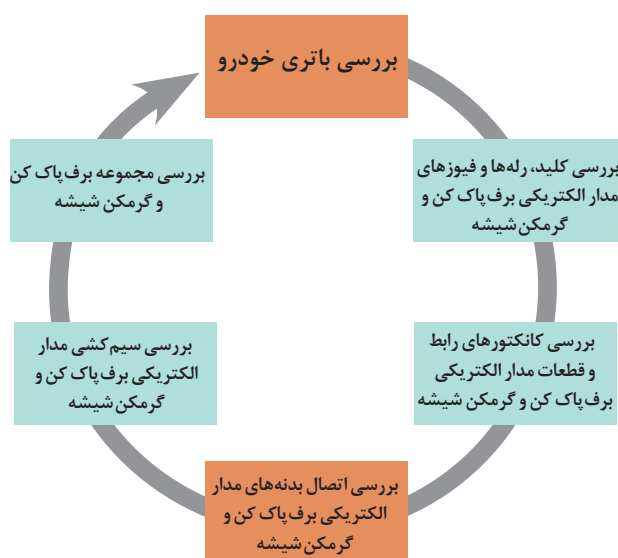 بررسی باتری خودرو
بررسی کلید، رله‌ها و فیوزهای
مدار الکتریکی برف‌پاک کن و
گرمکن شیشه
بررسی کانکتورهای رابط
و قطعات مدار الکتریکی
برف‌پاک کن و گرمکن شیشه
بررسی اتصال بدنه‌های مدار
الکتریکی برف‌پاک کن و
گرمکن شیشه
بررسی سیم‌کشی مدار
الکتریکی برف‌پاک کن و
گرمکن شیشه
بررسی مجموعه برف‌پاک کن
و گرمکن شیشه